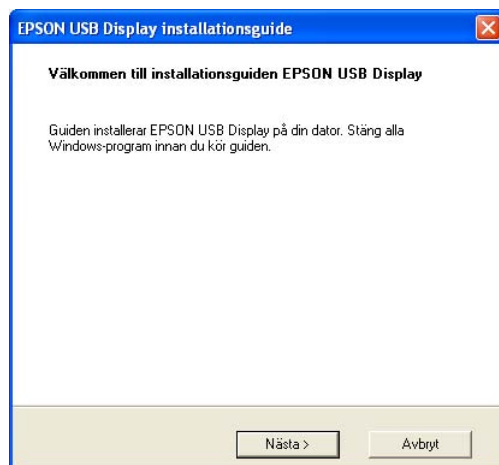 EPSON USB Display installationsguide
Välkommen till installationsguiden EPSON USB Display
Guiden installerar EPSON USB Display på din dator. Stäng alla
Windows-program innan du kör guiden.
Nästa > Avbryt